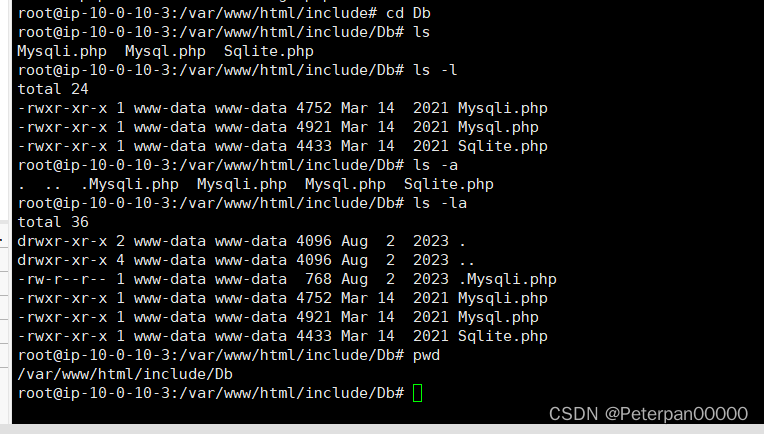 root@ip-10-0-10-3:/var/www/html/include# cd Db
root@ip-10-0-10-3:/var/www/html/include/Db# ls
Mysqli.php  Mysql.php  Sqlite.php
root@ip-10-0-10-3:/var/www/html/include/Db# ls -l
total 24
-rwxr-xr-x 1 www-data www-data 4752 Mar 14  2021 Mysqli.php
-rwxr-xr-x 1 www-data www-data 4921 Mar 14  2021 Mysql.php
-rwxr-xr-x 1 www-data www-data 4433 Mar 14  2021 Sqlite.php
root@ip-10-0-10-3:/var/www/html/include/Db# ls -a
.  ..  .Mysqli.php  Mysqli.php  Mysql.php  Sqlite.php
root@ip-10-0-10-3:/var/www/html/include/Db# ls -la
total 36
drwxr-xr-x 2 www-data www-data 4096 Aug  2  2023 .
drwxr-xr-x 4 www-data www-data 4096 Aug  2  2023 ..
-rw-r--r-- 1 www-data www-data  768 Aug  2  2023 .Mysqli.php
-rwxr-xr-x 1 www-data www-data 4752 Mar 14  2021 Mysqli.php
-rwxr-xr-x 1 www-data www-data 4921 Mar 14  2021 Mysql.php
-rwxr-xr-x 1 www-data www-data 4433 Mar 14  2021 Sqlite.php
root@ip-10-0-10-3:/var/www/html/include/Db# pwd
/var/www/html/include/Db
root@ip-10-0-10-3:/var/www/html/include/Db#
CSDN @Peterpan00000